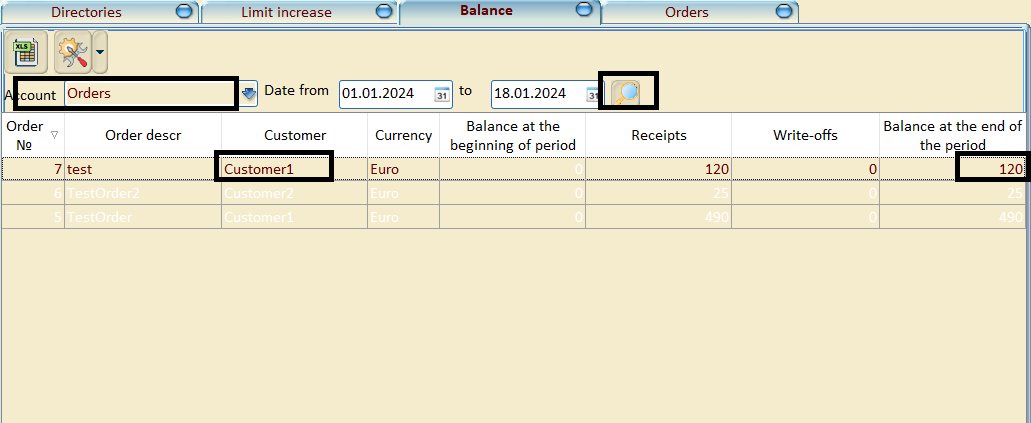 Directories Limit increase Balance Orders
XLS
Account Orders Date from 01.01.2024 31 to 18.01.2024 31
Order Balance at the Balance at the end of
№ Order descr Customer Currency beginning of period Receipts Write-offs the period
7 test Customer1 Euro 0 120 0 120
6 TestOrder2 Customer2 Euro 0 25 0 25
5 TestOrder Customer1 Euro 0 490 0 490